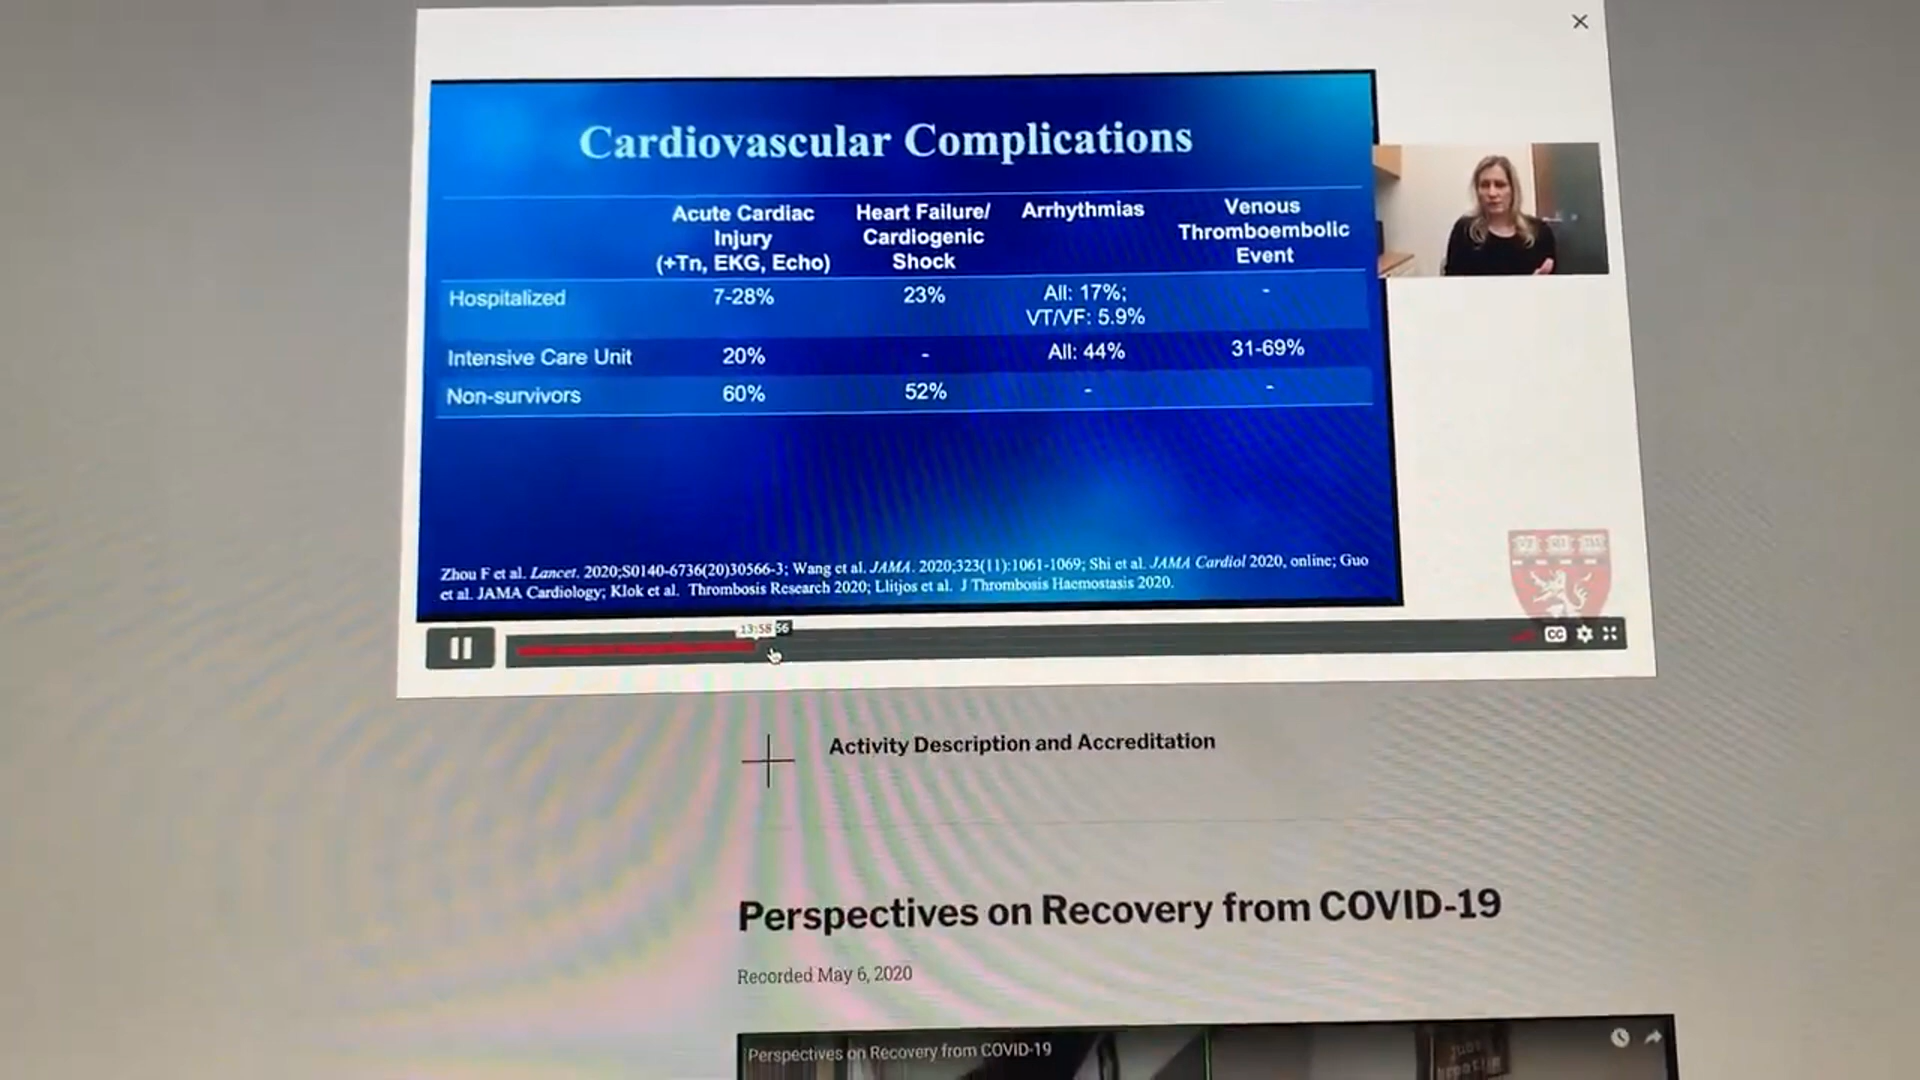 Cardiovascular Complications
Acute Cardiac
Injury
(+Tn, EKG, Echo)
Heart Failure/
Cardiogenic
Shock
Arrhythmias
Venous
Thromboembolic
Event
Hospitalized
7-28%
23%
All: 17%;
VT/VF: 5.9%
-
Intensive Care Unit
20%
-
All: 44%
31-69%
Non-survivors
60%
52%
-
-
Zhou F et al. Lancet. 2020;S0140-6736(20)30566-3; Wang et al. JAMA. 2020;323(11):1061-1069; Shi et al. JAMA Cardiol 2020, online; Guo
et al. JAMA Cardiology; Klok et al. Thrombosis Research 2020; Llitjos et al. J Thrombosis Haemostasis 2020.
13:58
56
CC
Activity Description and Accreditation
Perspectives on Recovery from COVID-19
Recorded May 6, 2020
Perspectives on Recovery from COVID-19